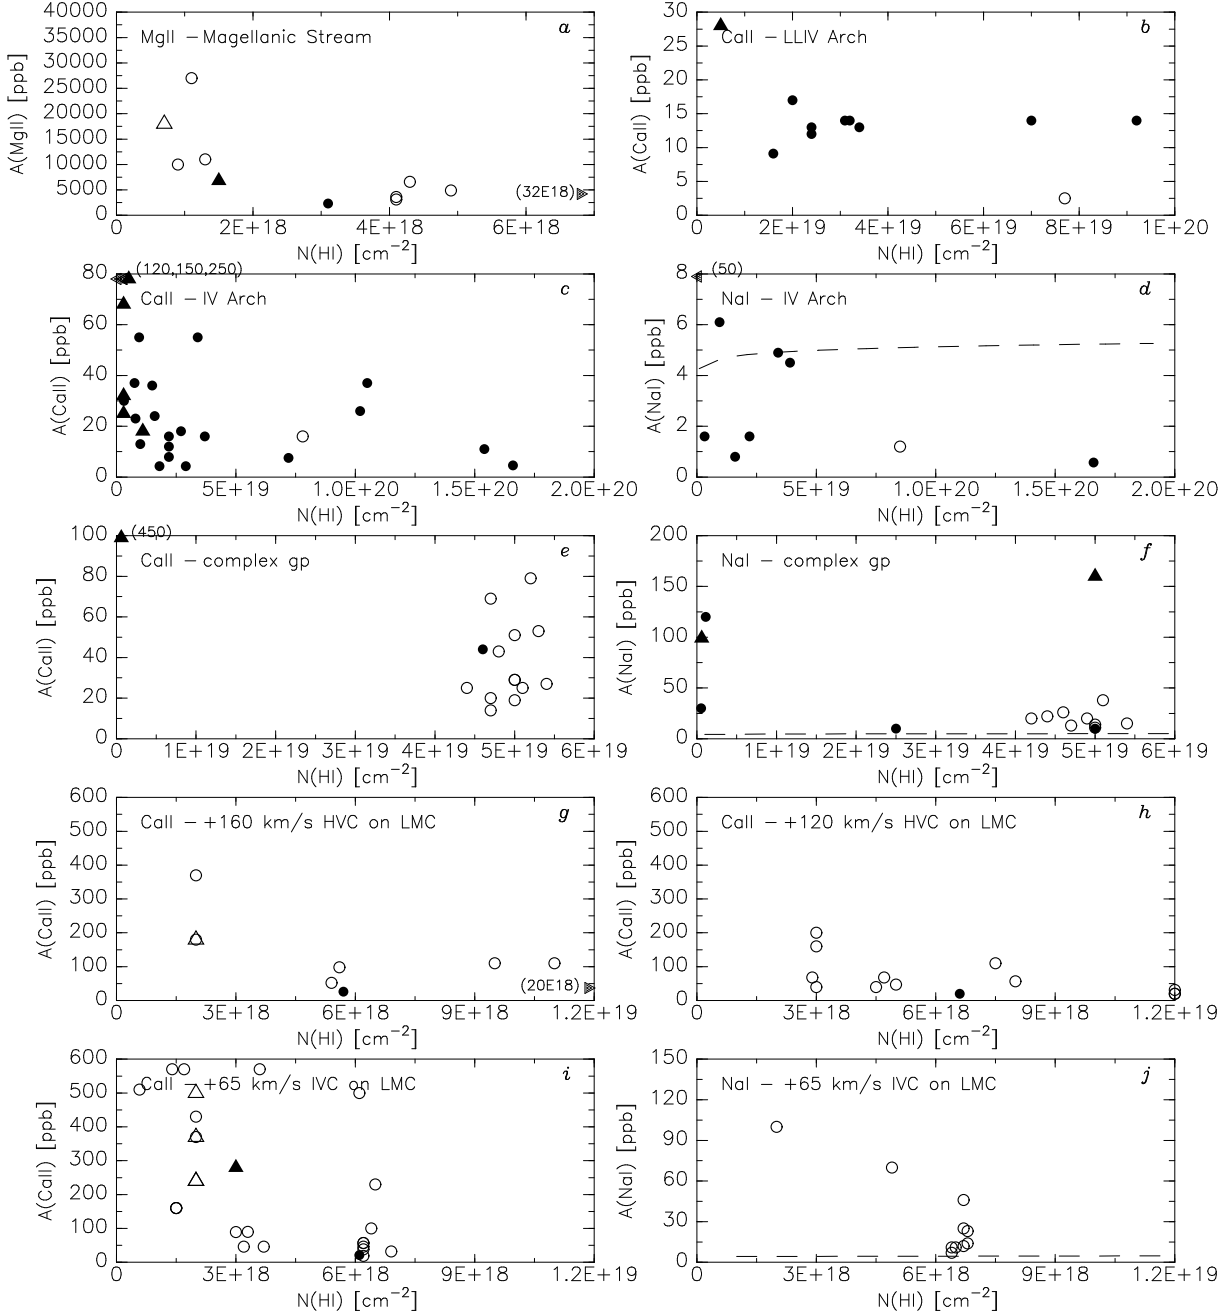 40000
35000
30000
25000
20000
15000
10000
5000
0
A(MgII) [ppb]
MgII – Magellanic Stream
a
(32E18)
2E+18 4E+18 6E+18
N(HI) [cm−2]
30
25
20
15
10
5
0
A(CaII) [ppb]
CaII – LLIV Arch
b
0 2E+19 4E+19 6E+19 8E+19 1E+20
N(HI) [cm−2]
80
60
40
20
0
A(CaII) [ppb]
(120,150,250)
CaII – IV Arch
c
0 5E+19 1.0E+20 1.5E+20 2.0E+20
N(HI) [cm−2]
8
6
4
2
0
A(NaI) [ppb]
(50)
NaI – IV Arch
d
0 5E+19 1.0E+20 1.5E+20 2.0E+20
N(HI) [cm−2]
100
80
60
40
20
0
A(CaII) [ppb]
(450)
CaII – complex gp
e
0 1E+19 2E+19 3E+19 4E+19 5E+19 6E+19
N(HI) [cm−2]
200
150
100
50
0
A(NaI) [ppb]
NaI – complex gp
f
0 1E+19 2E+19 3E+19 4E+19 5E+19 6E+19
N(HI) [cm−2]
600
500
400
300
200
100
0
A(CaII) [ppb]
CaII – +160 km/s HVC on LMC
g
(20E18)
0 3E+18 6E+18 9E+18 1.2E+19
N(HI) [cm−2]
600
500
400
300
200
100
0
A(CaII) [ppb]
CaII – +120 km/s HVC on LMC
h
0 3E+18 6E+18 9E+18 1.2E+19
N(HI) [cm−2]
600
500
400
300
200
100
0
A(CaII) [ppb]
CaII – +65 km/s IVC on LMC
i
0 3E+18 6E+18 9E+18 1.2E+19
N(HI) [cm−2]
150
120
90
60
30
0
A(NaI) [ppb]
NaI – +65 km/s IVC on LMC
j
0 3E+18 6E+18 9E+18 1.2E+19
N(HI) [cm−2]